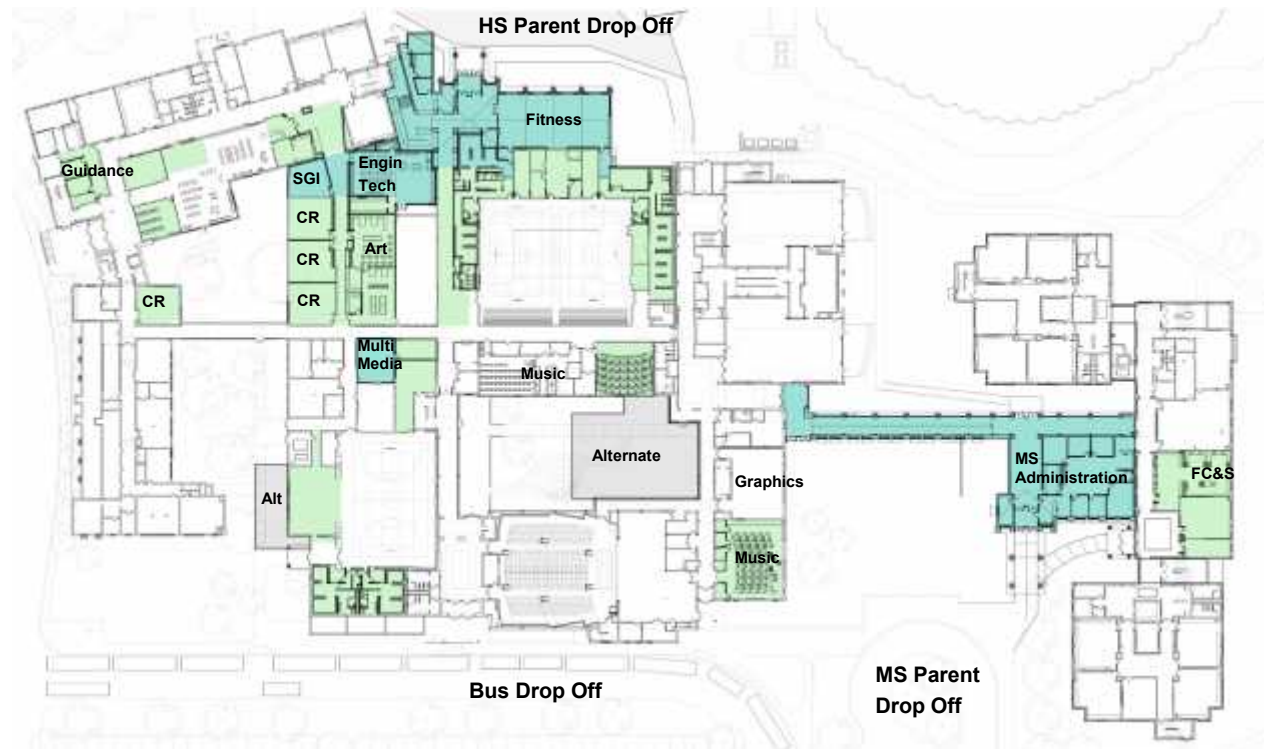 HS Parent Drop Off
Fitness
Guidance
SGI
Engin
Tech
CR
Art
CR
CR
CR
Multi
Media
Music
Alternate
Graphics
MS
Administration
FC&S
Alt
Music
Bus Drop Off
MS Parent
Drop Off